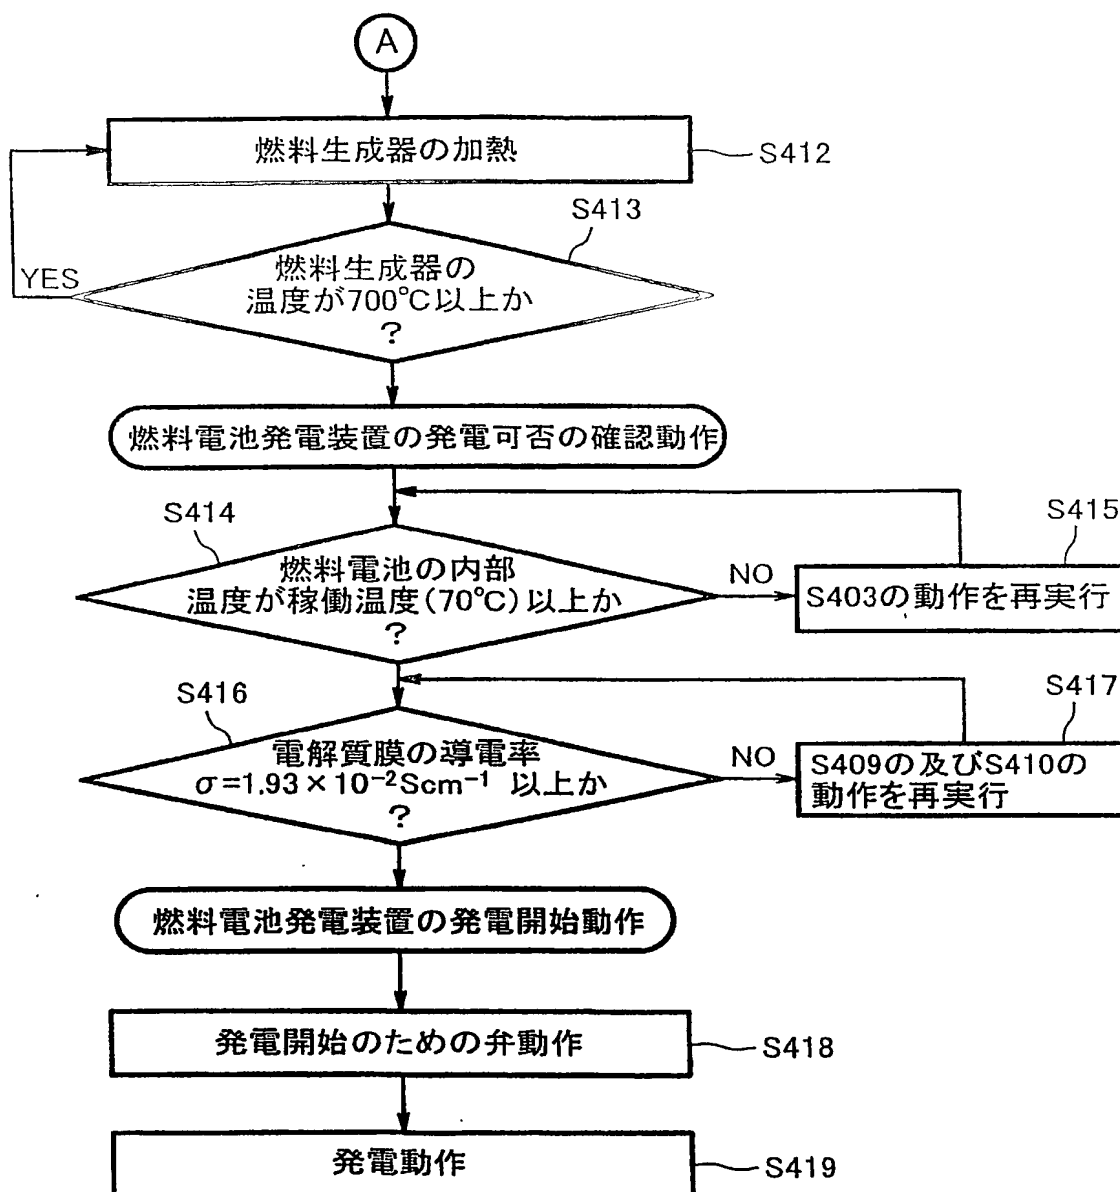 A
燃料生成器の加熱
S412
S413
YES
燃料生成器の
温度が700℃以上か
?
燃料電池発電装置の発電可否の確認動作
S414
燃料電池の内部
温度が稼働温度(70℃)以上か
?
NO
S415
S403の動作を再実行
S416
電解質膜の導電率
σ=1.93×10⁻²Scm⁻¹ 以上か
?
NO
S417
S409の及びS410の
動作を再実行
燃料電池発電装置の発電開始動作
発電開始のための弁動作
S418
発電動作
S419